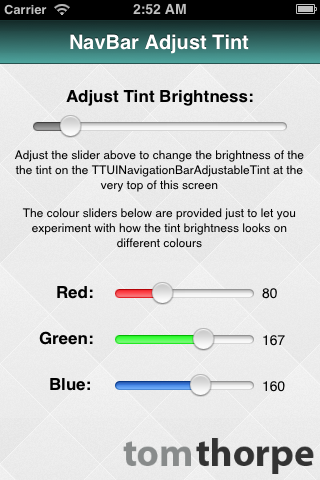 Carrier 2:52 AM
NavBar Adjust Tint
Adjust Tint Brightness:
Adjust the slider above to change the brightness of the
the tint on the TTUINavigationBarAdjustableTint at the
very top of this screen
The colour sliders below are provided just to let you
experiment with how the tint brightness looks on
different colours
Red: 80
Green: 167
Blue: 160
tomthorpe